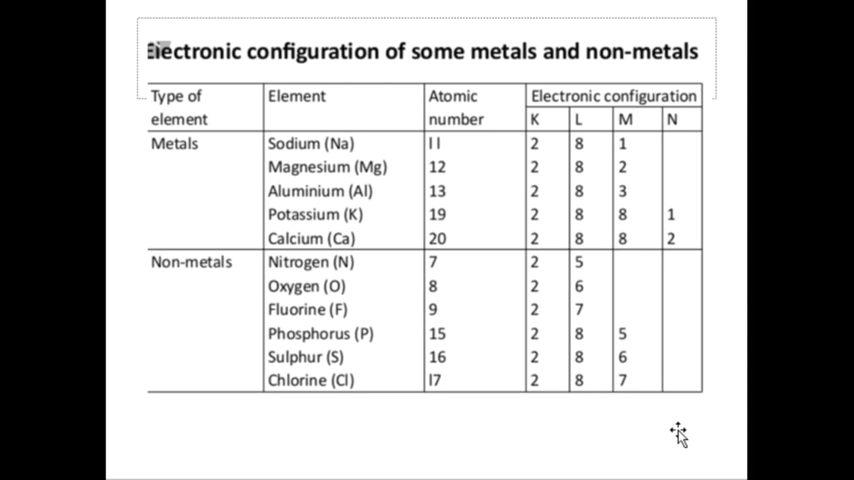 Electronic configuration of some metals and non-metals
Type of element Element Atomic number Electronic configuration
K L M N
Metals Sodium (Na) 11 2 8 1
Magnesium (Mg) 12 2 8 2
Aluminium (Al) 13 2 8 3
Potassium (K) 19 2 8 8 1
Calcium (Ca) 20 2 8 8 2
Non-metals Nitrogen (N) 7 2 5
Oxygen (O) 8 2 6
Fluorine (F) 9 2 7
Phosphorus (P) 15 2 8 5
Sulphur (S) 16 2 8 6
Chlorine (Cl) 17 2 8 7